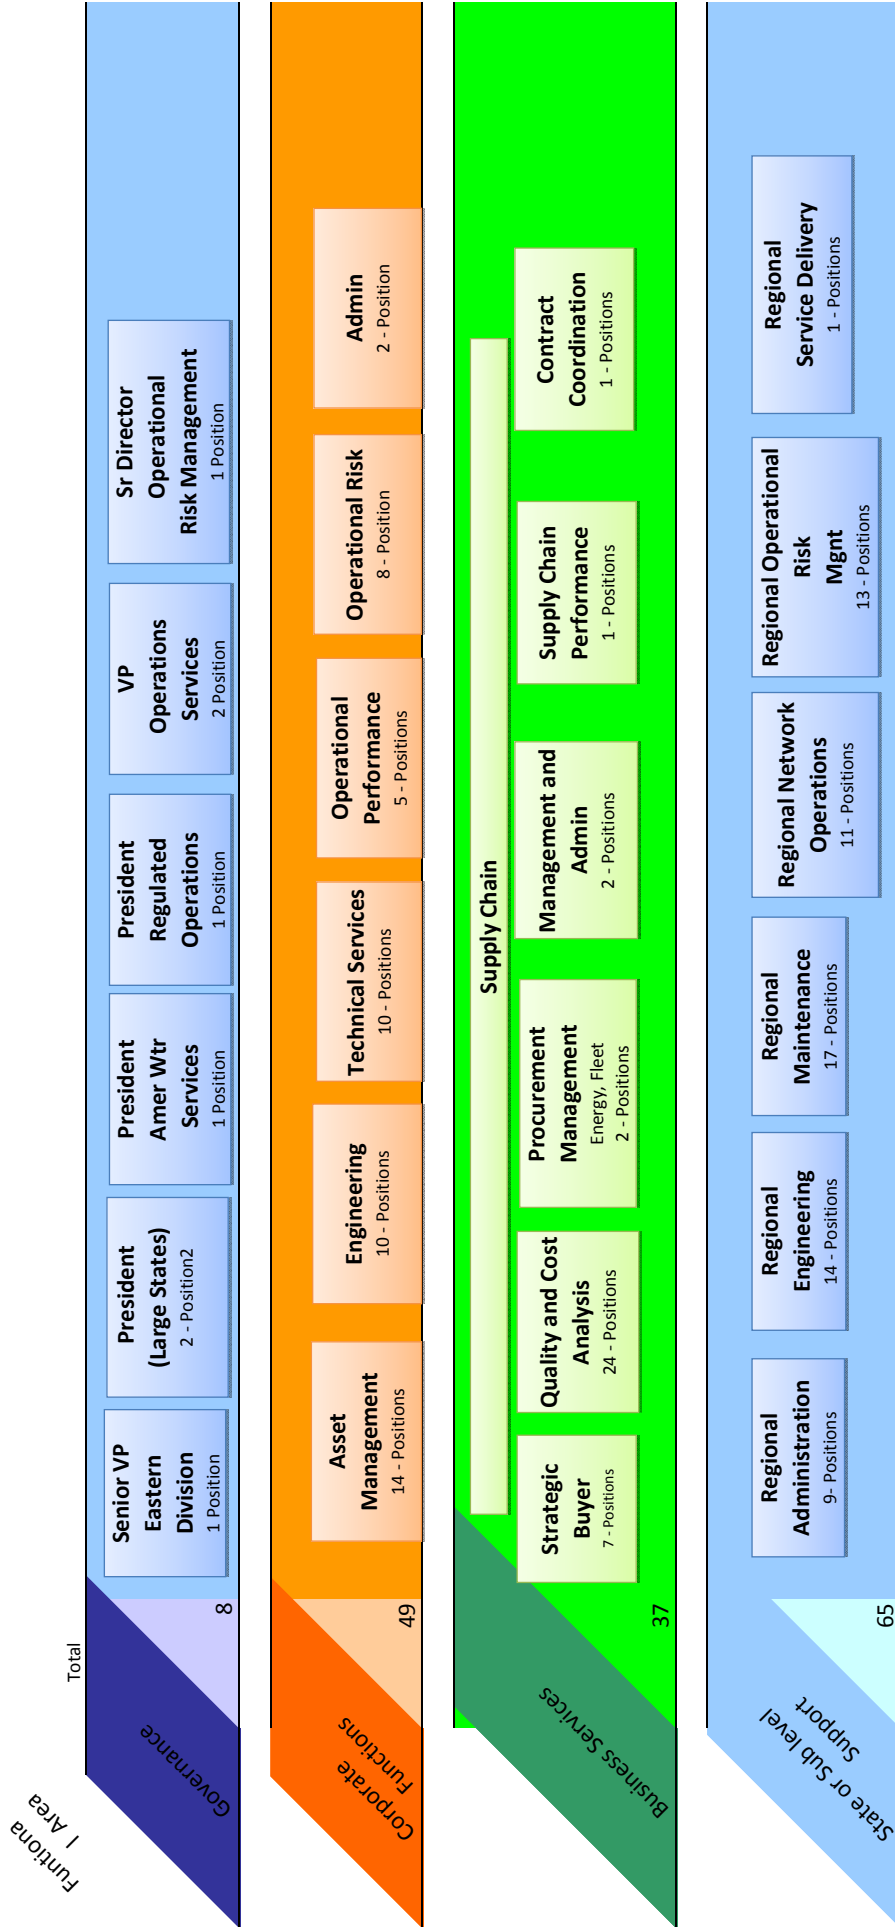 Funtiona
l Area
Total
Governance
8
Senior VP
Eastern
Division
1 Position
President
(Large States)
2 - Position2
President
Amer Wtr
Services
1 Position
President
Regulated
Operations
1 Position
VP
Operations
Services
2 Position
Sr Director
Operational
Risk Management
1 Position
Corporate
Functions
49
Asset
Management
14 - Positions
Engineering
10 - Positions
Technical Services
10 - Positions
Operational
Performance
5 - Positions
Operational Risk
8 - Position
Admin
2 - Position
Business Services
37
Supply Chain
Strategic
Buyer
7 - Positions
Quality and Cost
Analysis
24 - Positions
Procurement
Management
Energy, Fleet
2 - Positions
Management and
Admin
2 - Positions
Supply Chain
Performance
1 - Positions
Contract
Coordination
1 - Positions
State or Sub level
Support
65
Regional
Administration
9- Positions
Regional
Engineering
14 - Positions
Regional
Maintenance
17 - Positions
Regional Network
Operations
11 - Positions
Regional Operational
Risk
Mgnt
13 - Positions
Regional
Service Delivery
1 - Positions